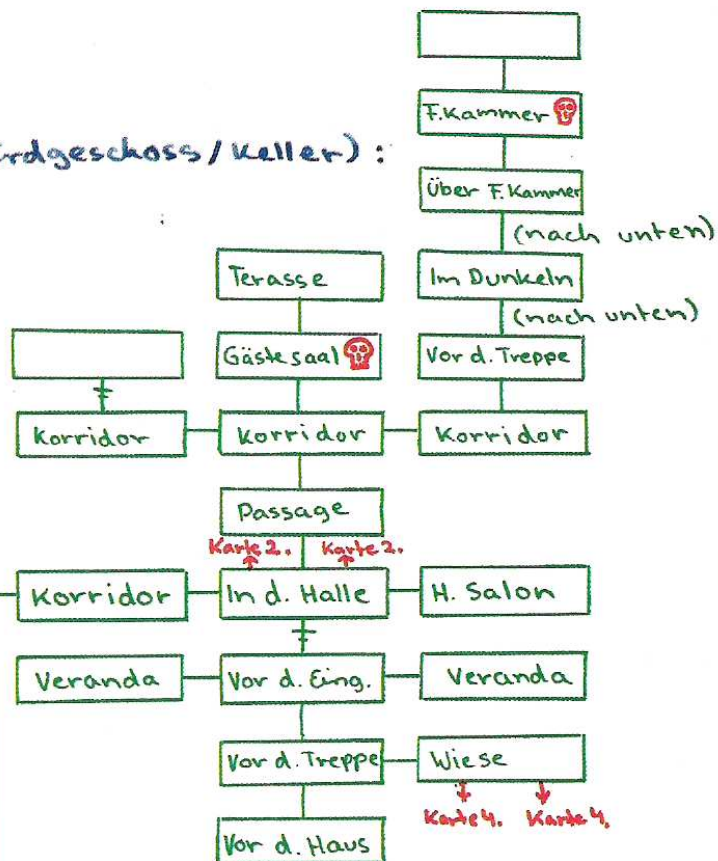 F.Kammer
rdgeschoss/Keller):
Über F.Kammer
(nach unten)
Terasse
Im Dunkeln
(nach unten)
Gästesaal
Vor d. Treppe
Korridor
Korridor
Korridor
Passage
Karte 2.
Karte 2.
Korridor
In d. Halle
H. Salon
Veranda
Vor d. Eing.
Veranda
Vor d. Treppe
Wiese
Karte 4.
Karte 4.
Vor d. Haus